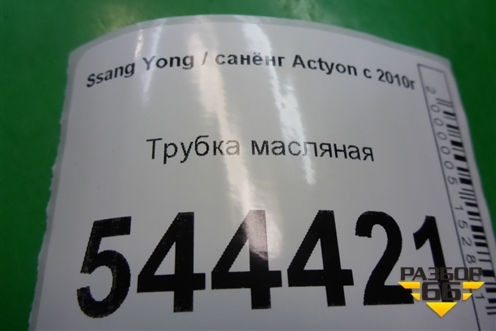 Ssang Yong / санёнг Actyon с 2010г
Трубка масляная
544421
РАЗБОР
66